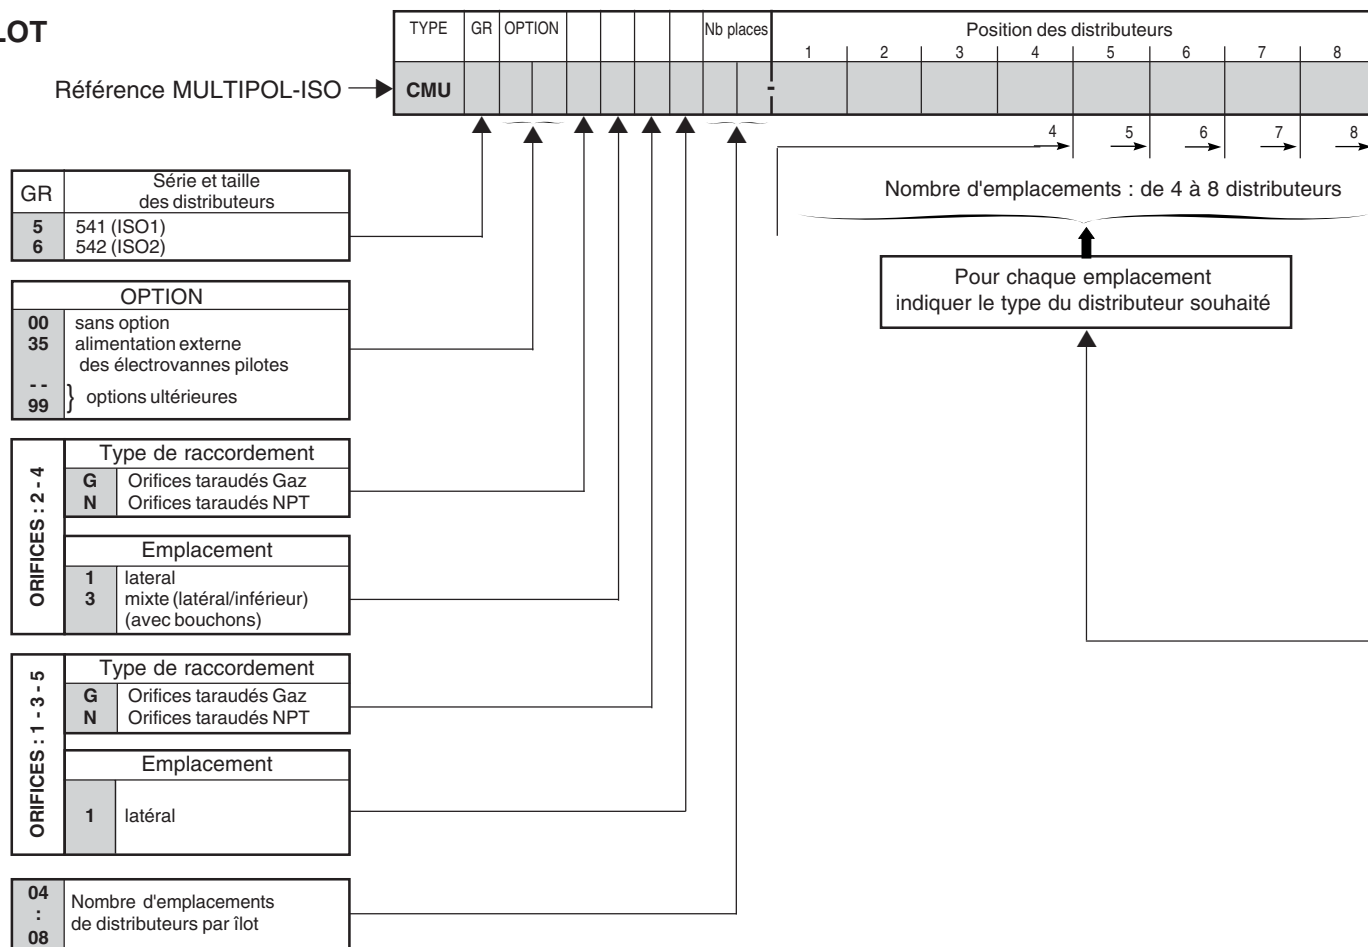 LOT
TYPE GR OPTION Nb places Position des distributeurs
1 2 3 4 5 6 7 8
Référence MULTIPOL-ISO CMU -
4 5 6 7 8
Nombre d'emplacements : de 4 à 8 distributeurs
Pour chaque emplacement
indiquer le type du distributeur souhaité
GR Série et taille
des distributeurs
5 541 (ISO1)
6 542 (ISO2)
OPTION
00 sans option
35 alimentation externe
des électrovannes pilotes
- -
} options ultérieures
99
ORIFICES : 2 - 4
Type de raccordement
G Orifices taraudés Gaz
N Orifices taraudés NPT
Emplacement
1 lateral
3 mixte (latéral/inférieur)
(avec bouchons)
ORIFICES : 1 - 3 - 5
Type de raccordement
G Orifices taraudés Gaz
N Orifices taraudés NPT
Emplacement
1 latéral
04
: Nombre d'emplacements
de distributeurs par îlot
08